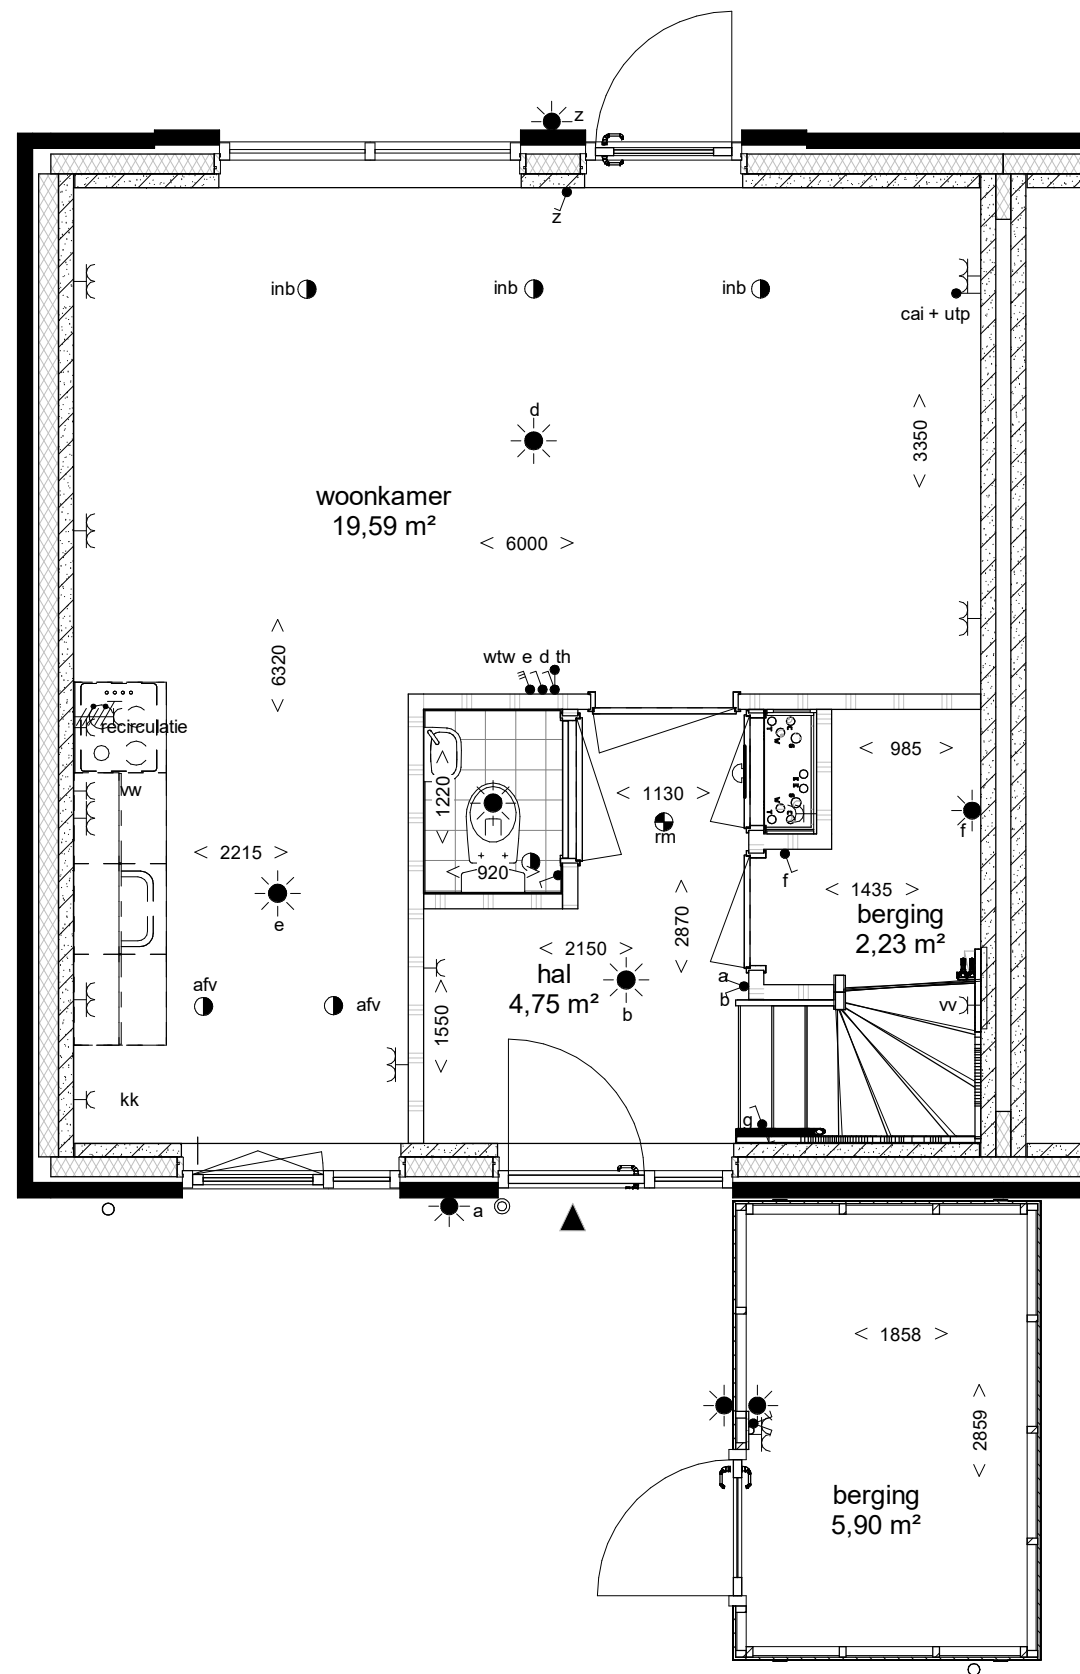 z
z
inb
inb
inb
cai + utp
d
< 3350 >
woonkamer
19,59 m²
< 6000 >
< 6320 >
wtw e d th
recirculatie
< 985 >
vw
< 1220 >
< 1130 >
rm
f
< 2215 >
< 920 >
f
e
< 1435 >
berging
2,23 m²
< 2870 >
< 2150 >
hal
4,75 m²
a
b
afv
afv
b
vv
< 1550 >
kk
g
a
< 1858 >
< 2859 >
berging
5,90 m²